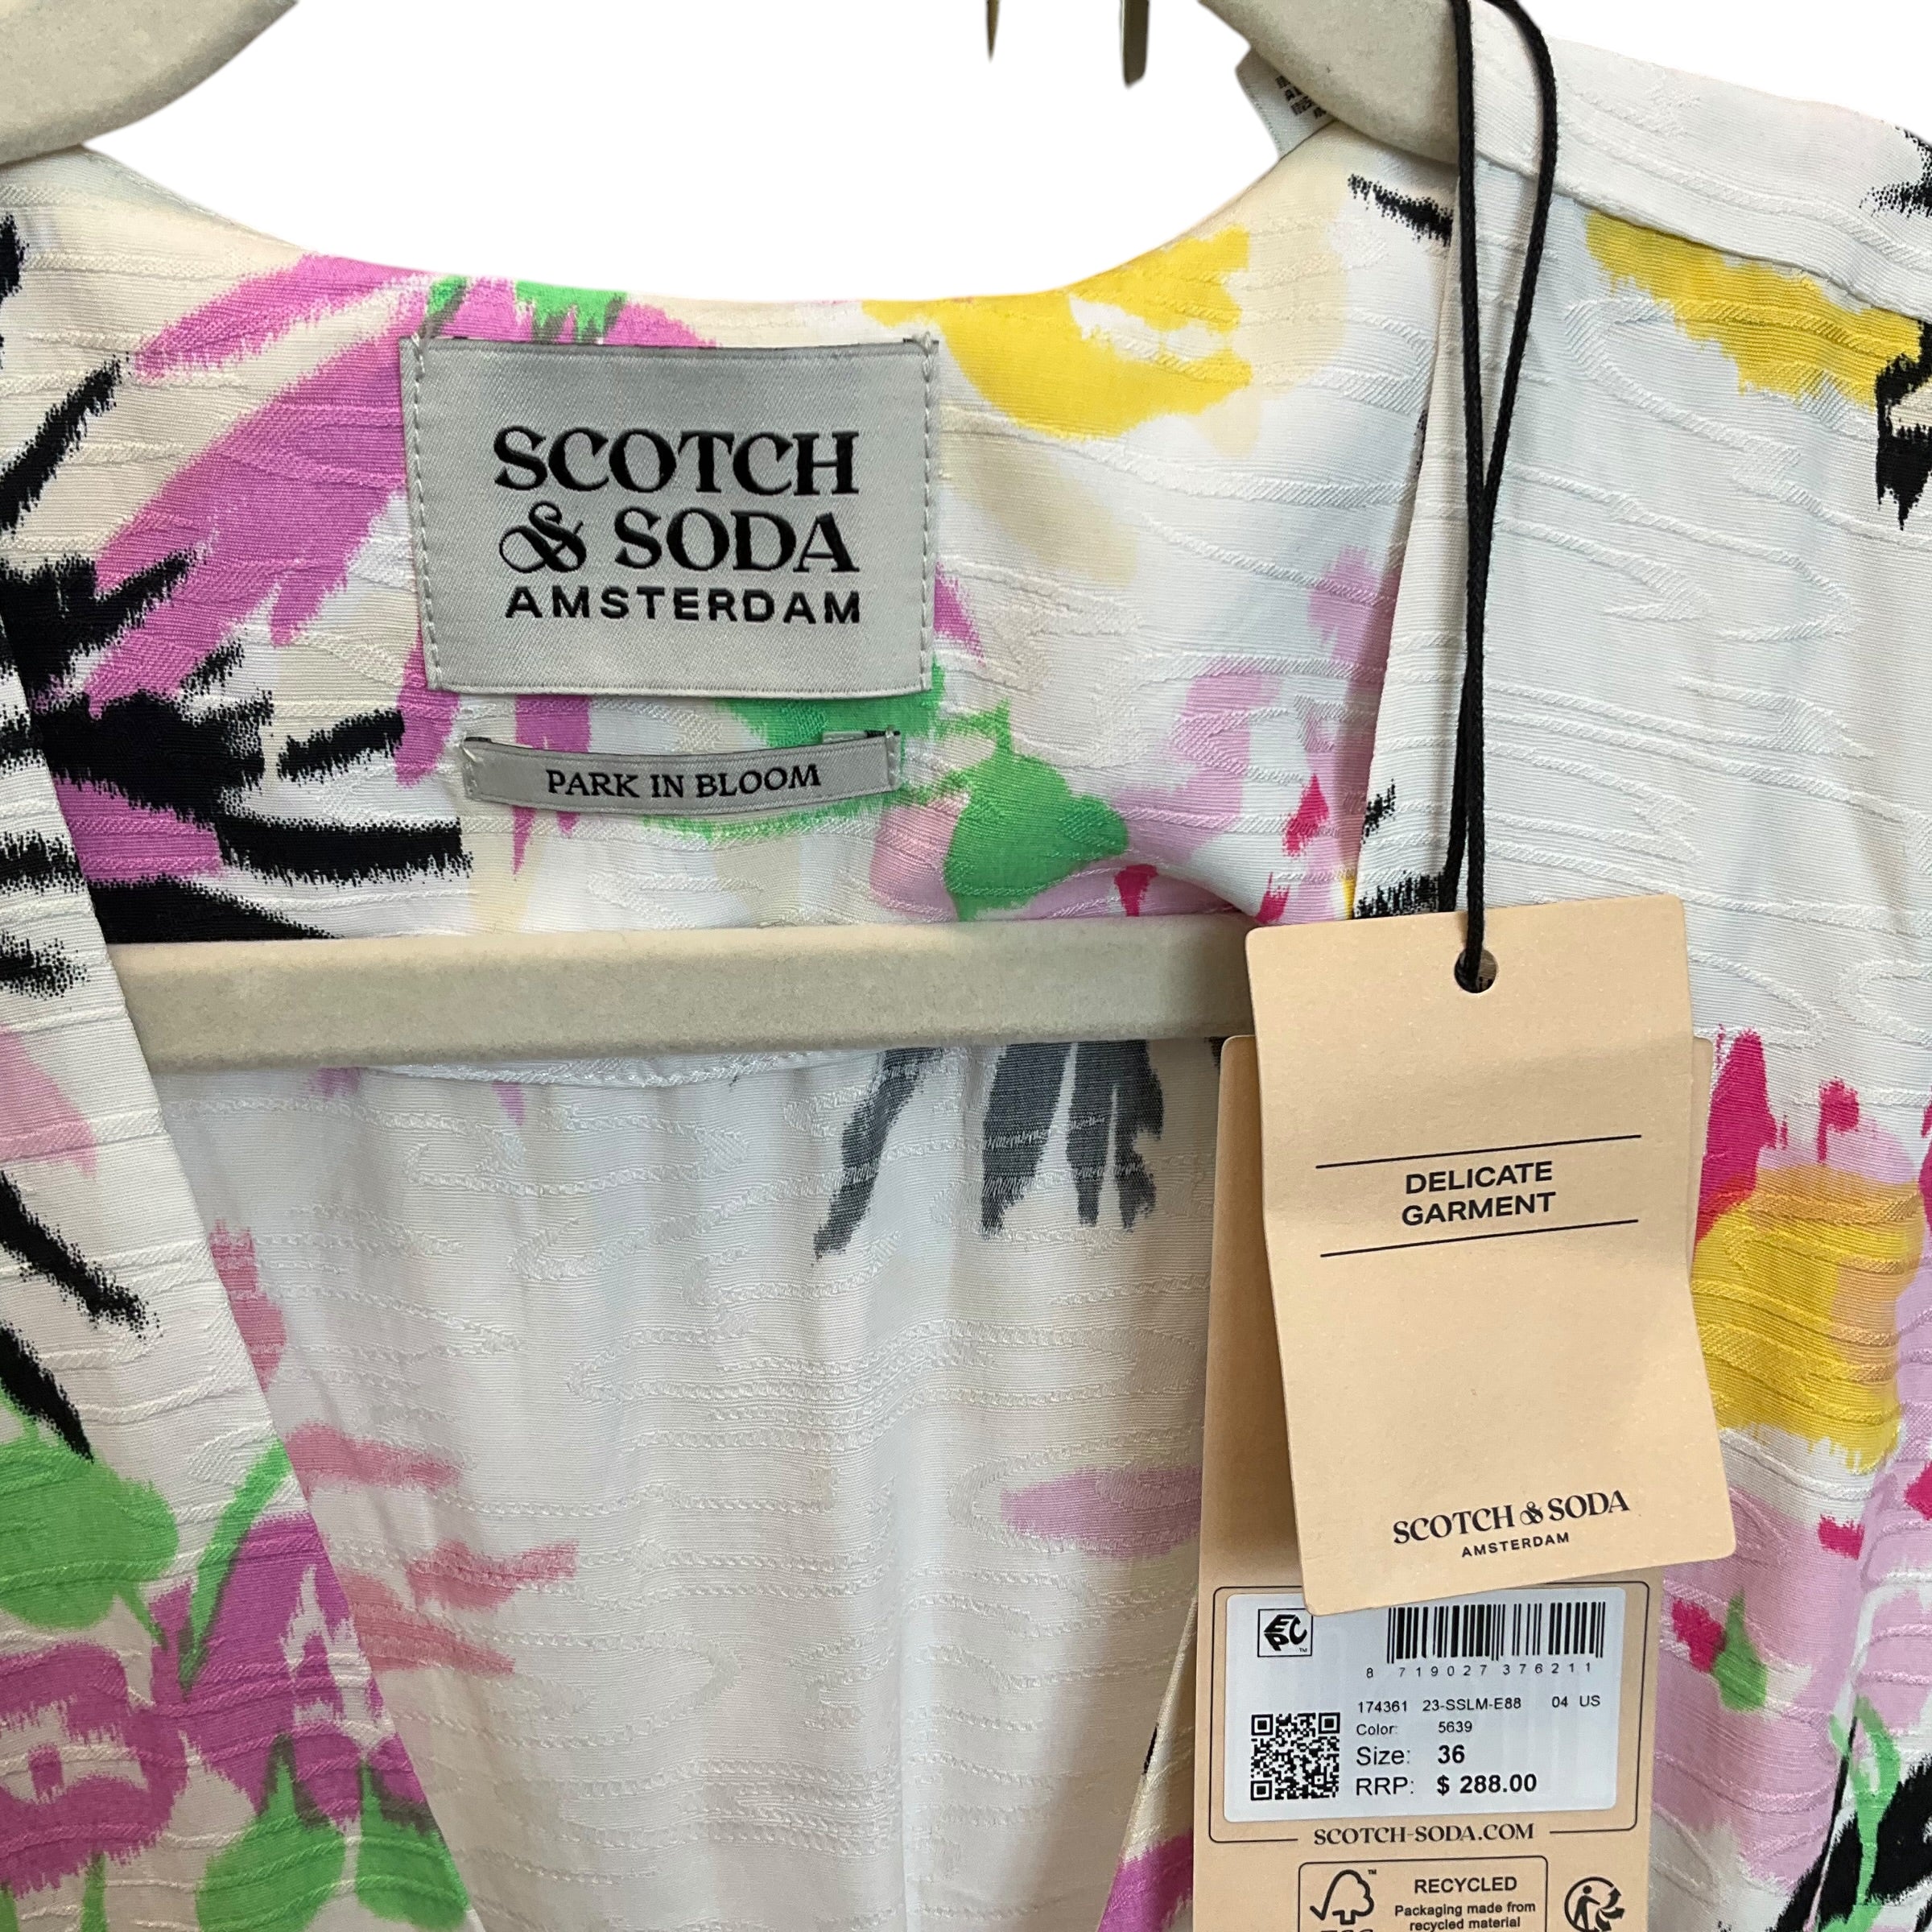 SCOTCH
& SODA
AMSTERDAM
PARK IN BLOOM
DELICATE
GARMENT
SCOTCH & SODA
AMSTERDAM
EPC
8 719027 376211
174361 23-SSLM-E88 04 US
Color: 5639
Size: 36
RRP: $ 288.00
SCOTCH-SODA.COM
RECYCLED
Packaging made from
recycled material